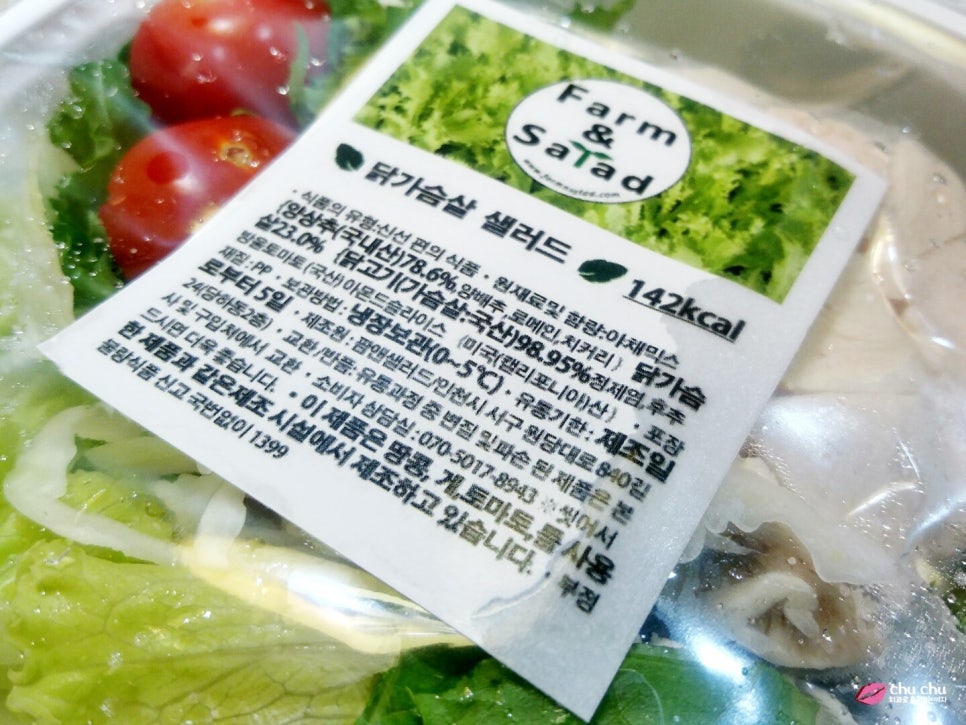 Farm
&
Salad
www.farmnsalad.com
닭가슴살 샐러드
142kcal
· 식품의 유형:신선 편의 식품 · 원재료및 함량:야채믹스
(양상추(국내산)78.6%,양배추,로메인,치커리) 닭가슴
살23.0% (닭고기(가슴살:국산)98.95%정제염,후추
방울토마토(국산)아몬드슬라이스 (미국(캘리포니아)산) · 포장
재질:PP · 보관방법:냉장보관(0~5℃) · 유통기한: 제조일
로부터 5일 · 제조원: 팜앤샐러드/인천시 서구 원당대로 840길
24(당하동2층) · 교환/반품:유통과정 중 변질 및파손 된 제품은 본
사 및 구입처에서 교환 · 소비자 상담실: 070-5017-8943 ※씻어서
드시면 더욱 좋습니다. · 이 제품은 땅콩, 게,토마토, 사용
한 제품과 같은제조 시설에서 제조하고 있습니다. · 부정
불량식품 신고 국번없이 1399
chu chu